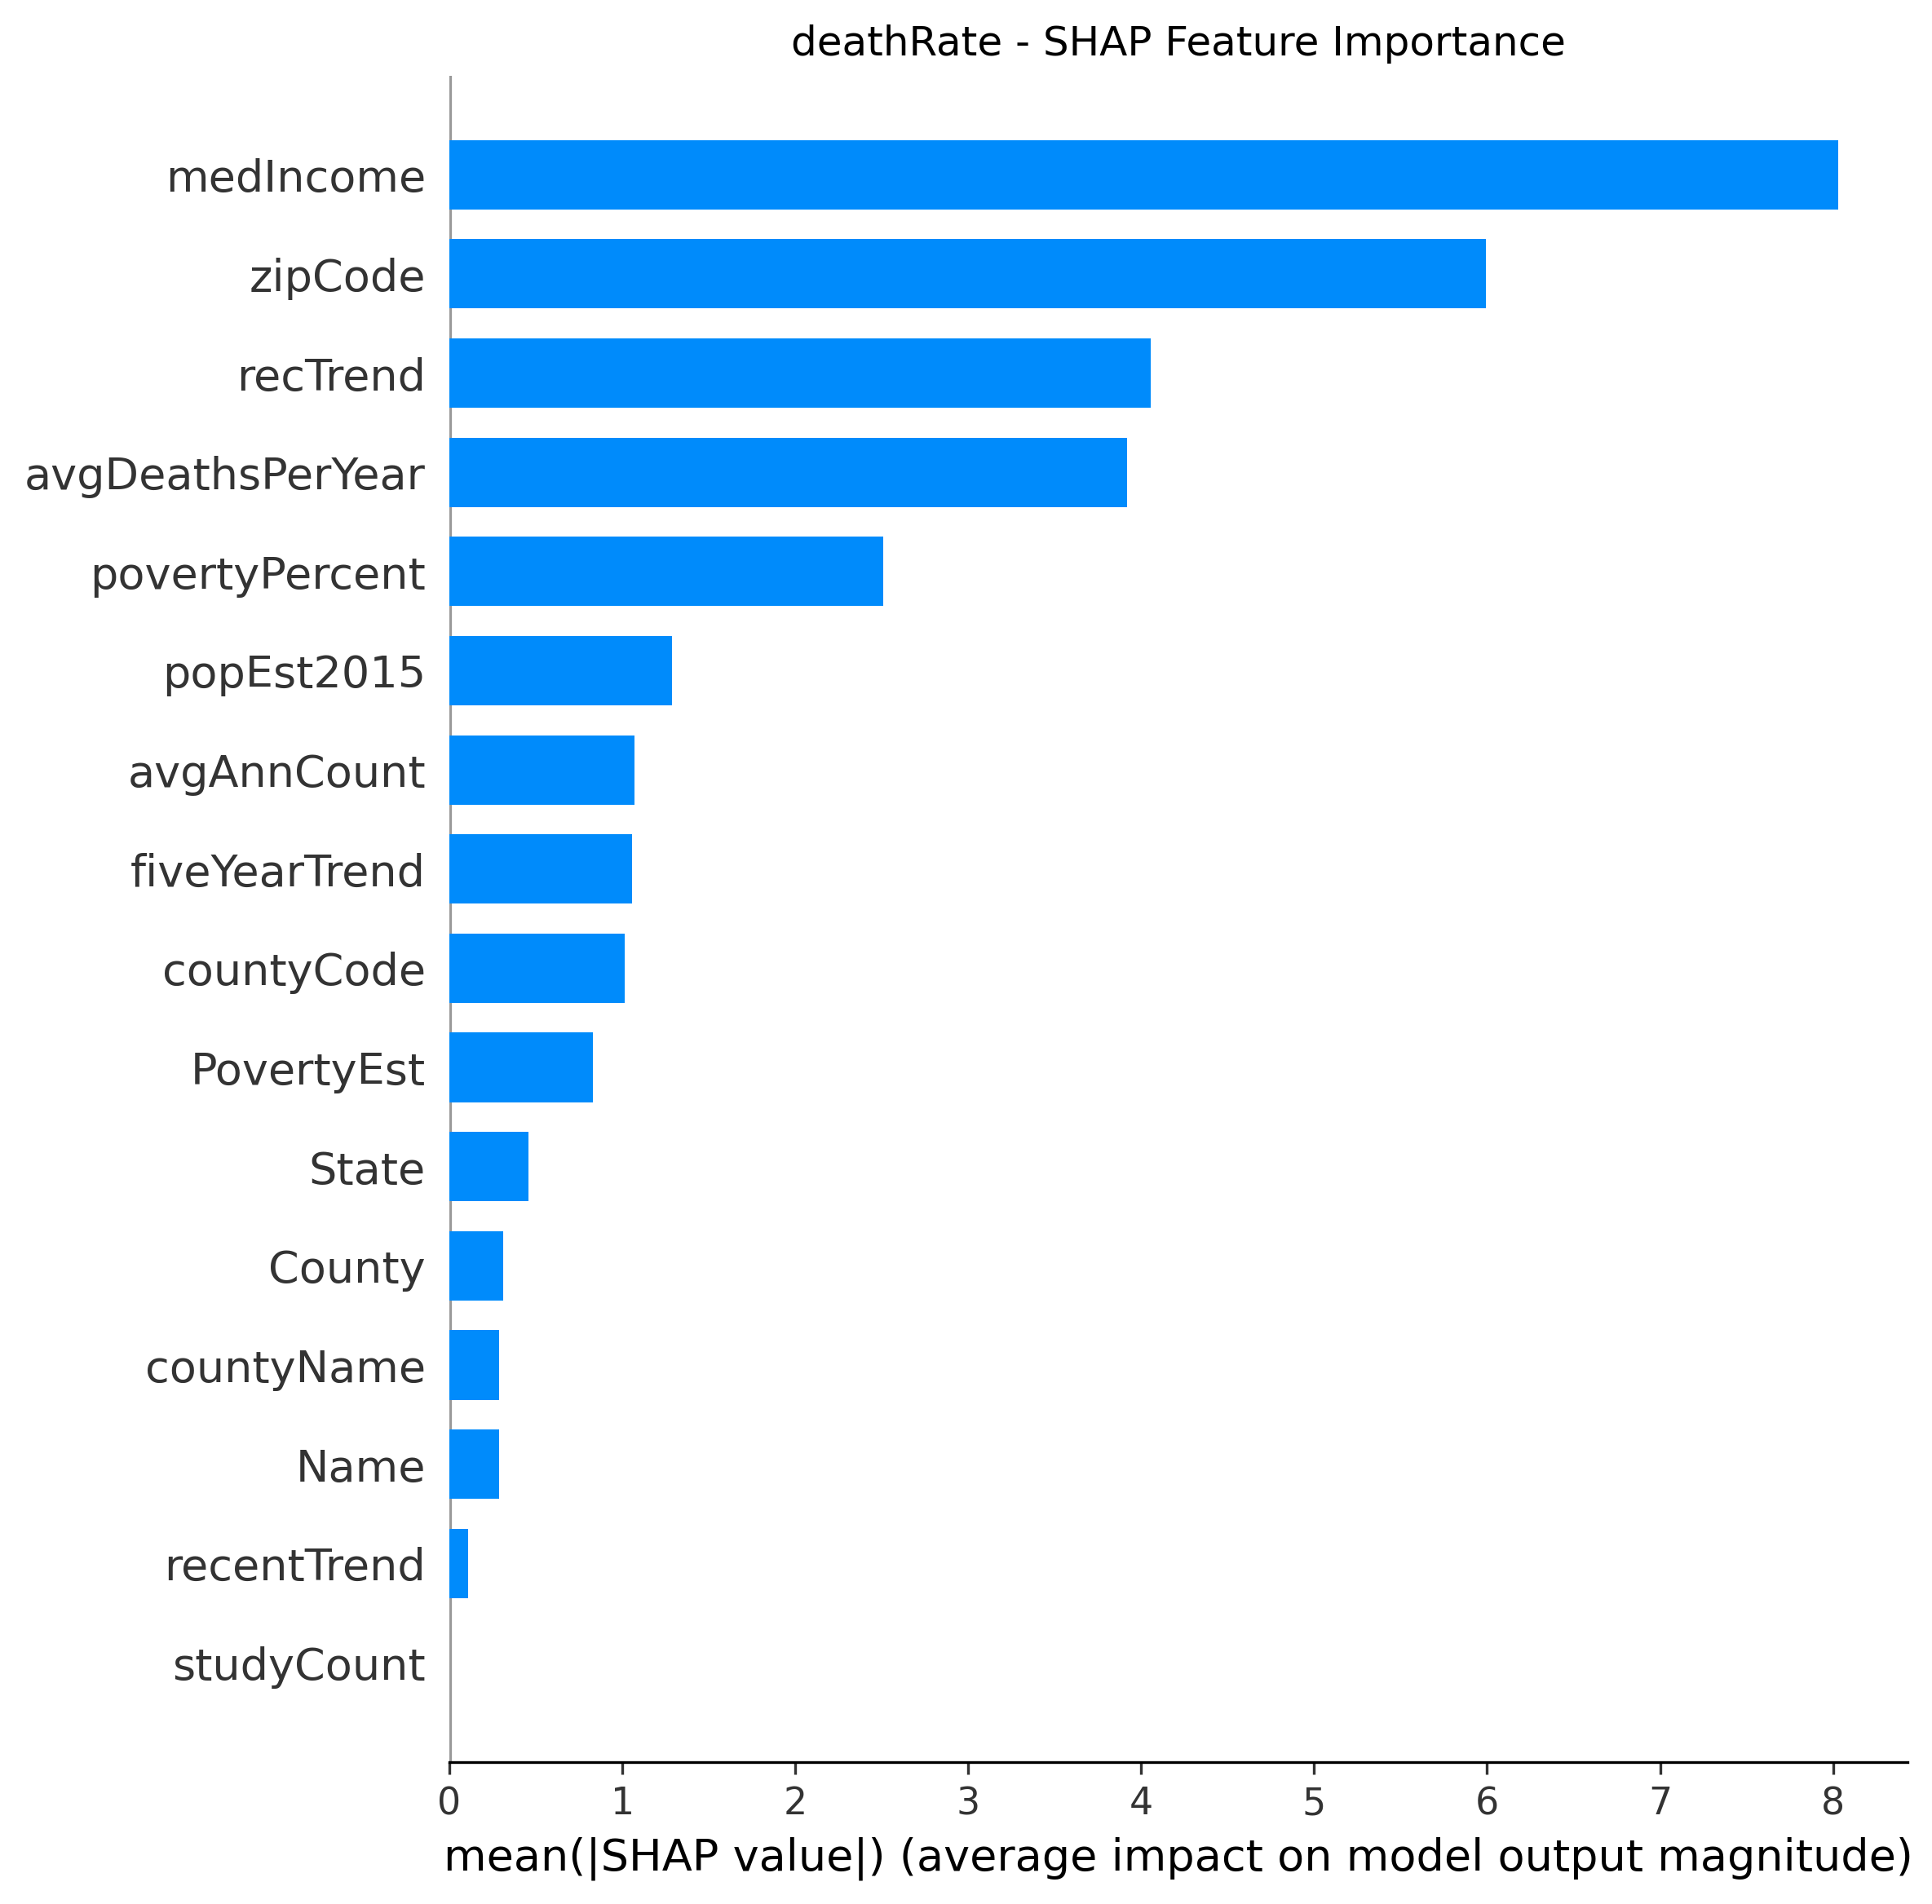 deathRate - SHAP Feature Importance
medIncome
zipCode
recTrend
avgDeathsPerYear
povertyPercent
popEst2015
avgAnnCount
fiveYearTrend
countyCode
PovertyEst
State
County
countyName
Name
recentTrend
studyCount
0 1 2 3 4 5 6 7 8
mean(|SHAP value|) (average impact on model output magnitude)